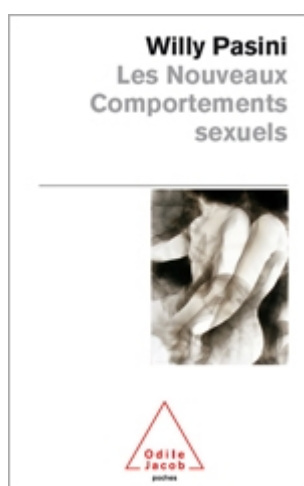 Willy Pasini
Les Nouveaux
Comportements
sexuels
Odile
Jacob
poches